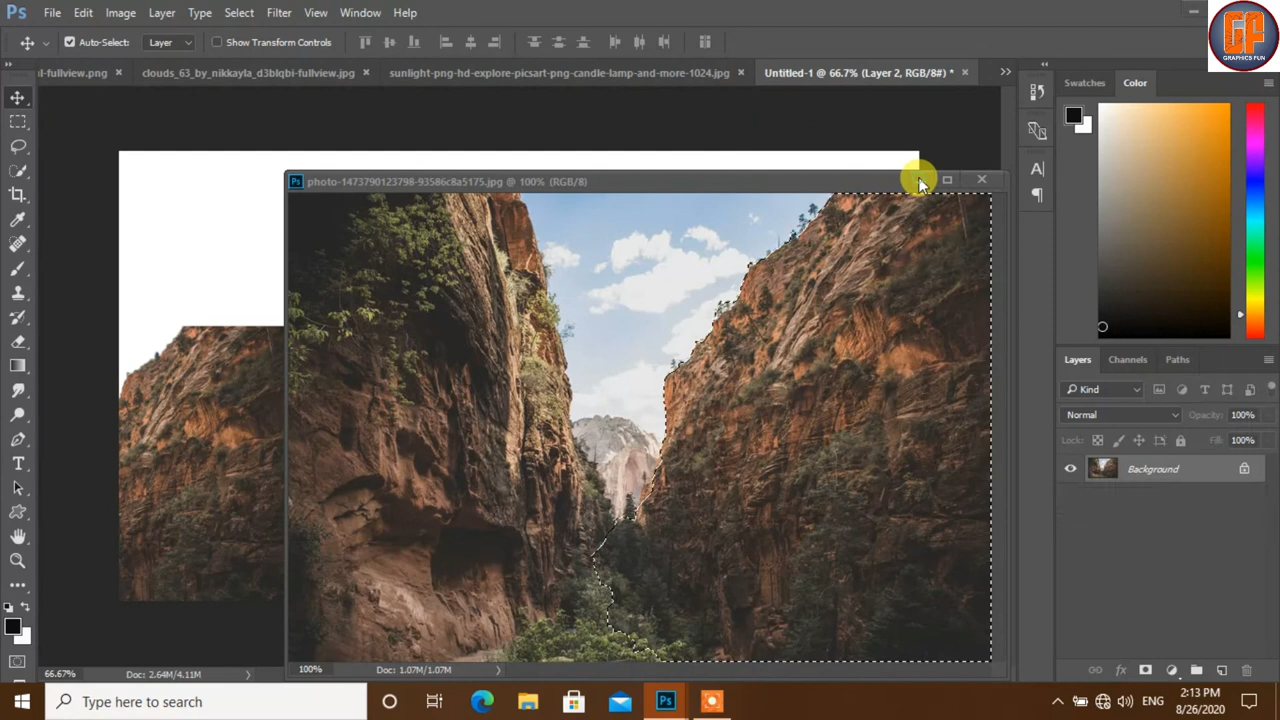 Ps File Edit Image Layer Type Select Filter View Window Help
GF
GRAPHICS FUN
Auto-Select: Layer Show Transform Controls
ul-fullview.png × clouds_63_by_nikkayla_d3blqbi-fullview.jpg × sunlight-png-hd-explore-picsart-png-candle-lamp-and-more-1024.jpg × Untitled-1 @ 66.7% (Layer 2, RGB/8#) * ×
Swatches Color
Ps photo-1473790123798-93586c8a5175.jpg @ 100% (RGB/8)
Layers Channels Paths
Kind
Normal Opacity: 100%
Lock: Fill: 100%
Background
100% Doc: 1.07M/1.07M
66.67% Doc: 2.64M/4.11M
Type here to search
Ps
ENG
2:13 PM
8/26/2020